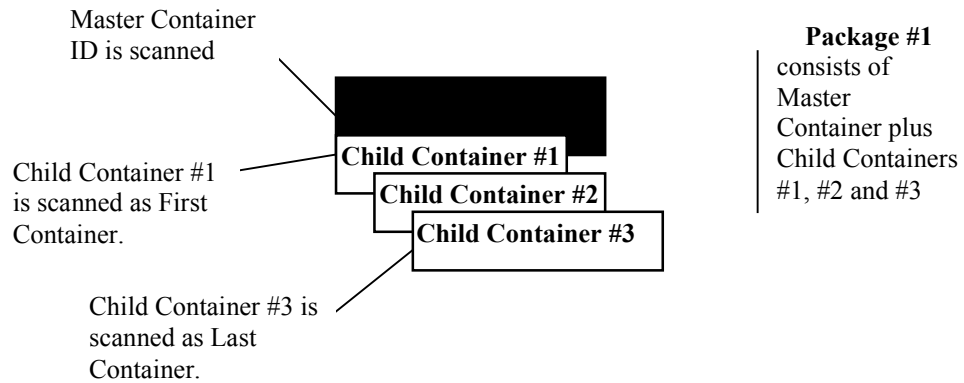 Master Container
ID is scanned
Package #1
consists of
Master
Container plus
Child Containers
#1, #2 and #3
Child Container #1
is scanned as First
Container.
Child Container #1
Child Container #2
Child Container #3
Child Container #3 is
scanned as Last
Container.